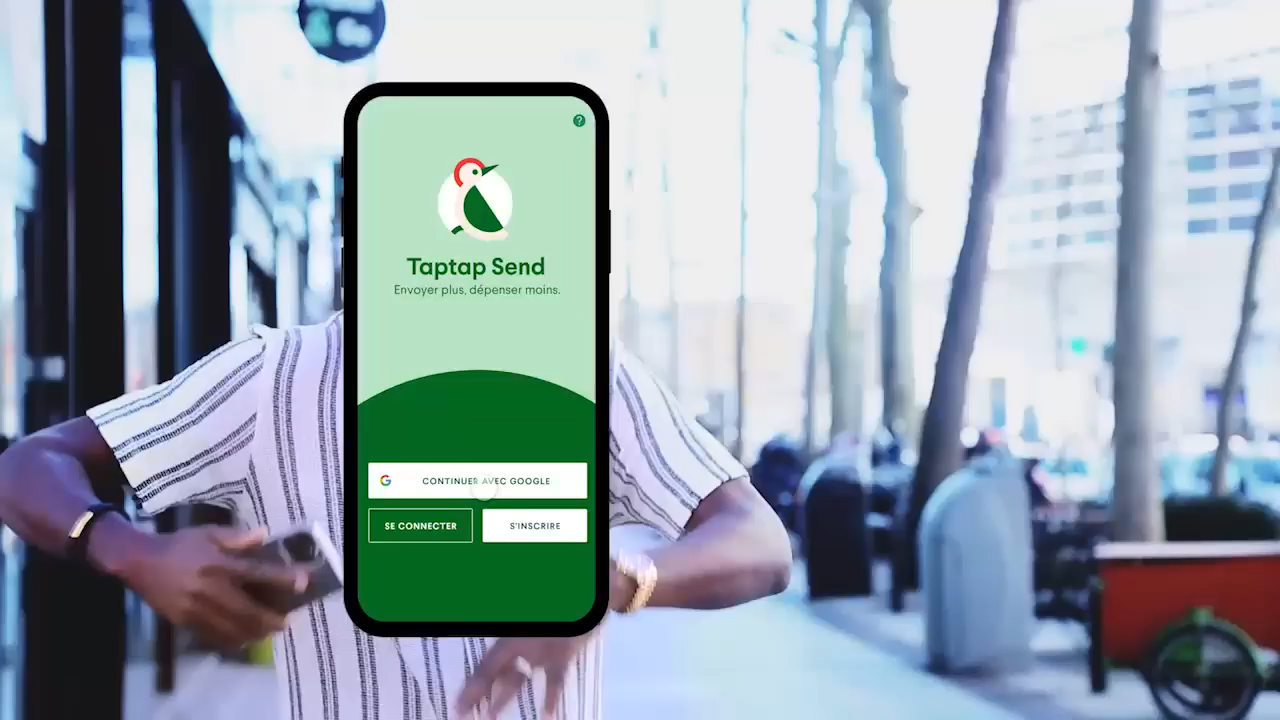 Taptap Send
Envoyer plus, dépenser moins.
CONTINUER AVEC GOOGLE
SE CONNECTER
S'INSCRIRE